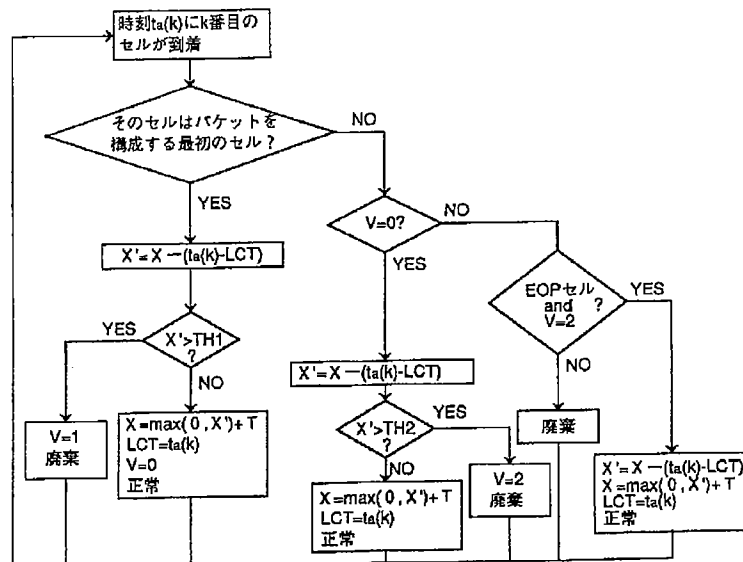 時刻ta(k)にk番目の
セルが到着
そのセルはパケットを
構成する最初のセル?
NO
YES
X'=X—(ta(k)-LCT)
X'>TH1
?
YES
NO
V=1
廃棄
X=max( 0 , X')+ T
LCT=ta(k)
V=0
正常
V=0?
NO
YES
X'=X—(ta(k)-LCT)
X'>TH2
?
YES
NO
X=max( 0 , X')+ T
LCT=ta(k)
正常
V=2
廃棄
EOPセル
and
V=2
?
YES
NO
廃棄
X'=X—(ta(k)-LCT)
X=max( 0 , X')+ T
LCT=ta(k)
正常